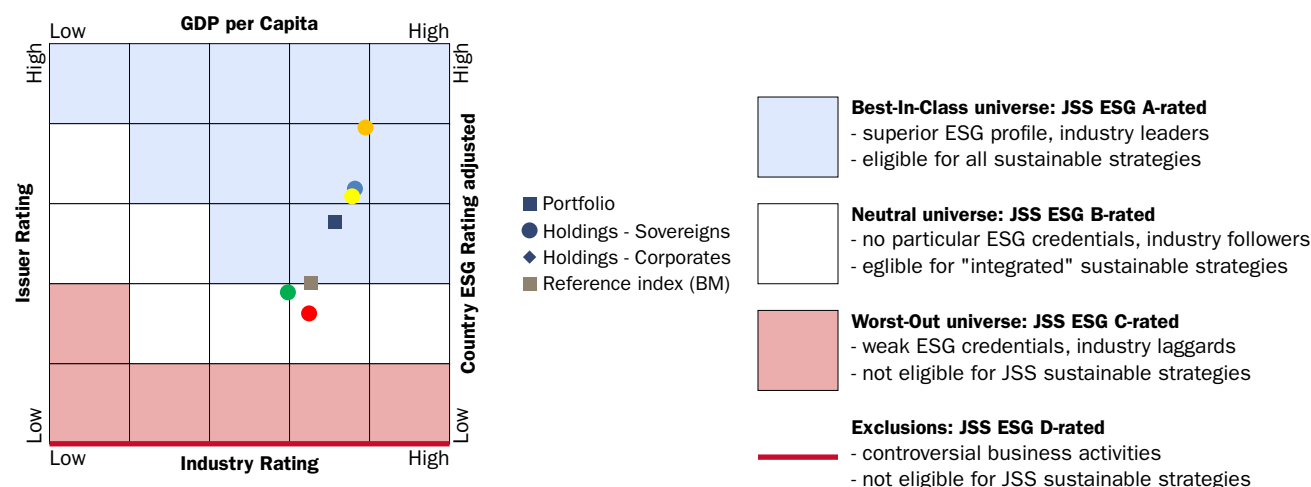 GDP per Capita
Low
High
High
High
Issuer Rating
Country ESG Rating adjusted
Low
Low
Low
High
Industry Rating
Portfolio
Holdings - Sovereigns
Holdings - Corporates
Reference index (BM)
Best-In-Class universe: JSS ESG A-rated
- superior ESG profile, industry leaders
- eligible for all sustainable strategies
Neutral universe: JSS ESG B-rated
- no particular ESG credentials, industry followers
- eglible for "integrated" sustainable strategies
Worst-Out universe: JSS ESG C-rated
- weak ESG credentials, industry laggards
- not eligible for JSS sustainable strategies
Exclusions: JSS ESG D-rated
- controversial business activities
- not eligible for JSS sustainable strategies